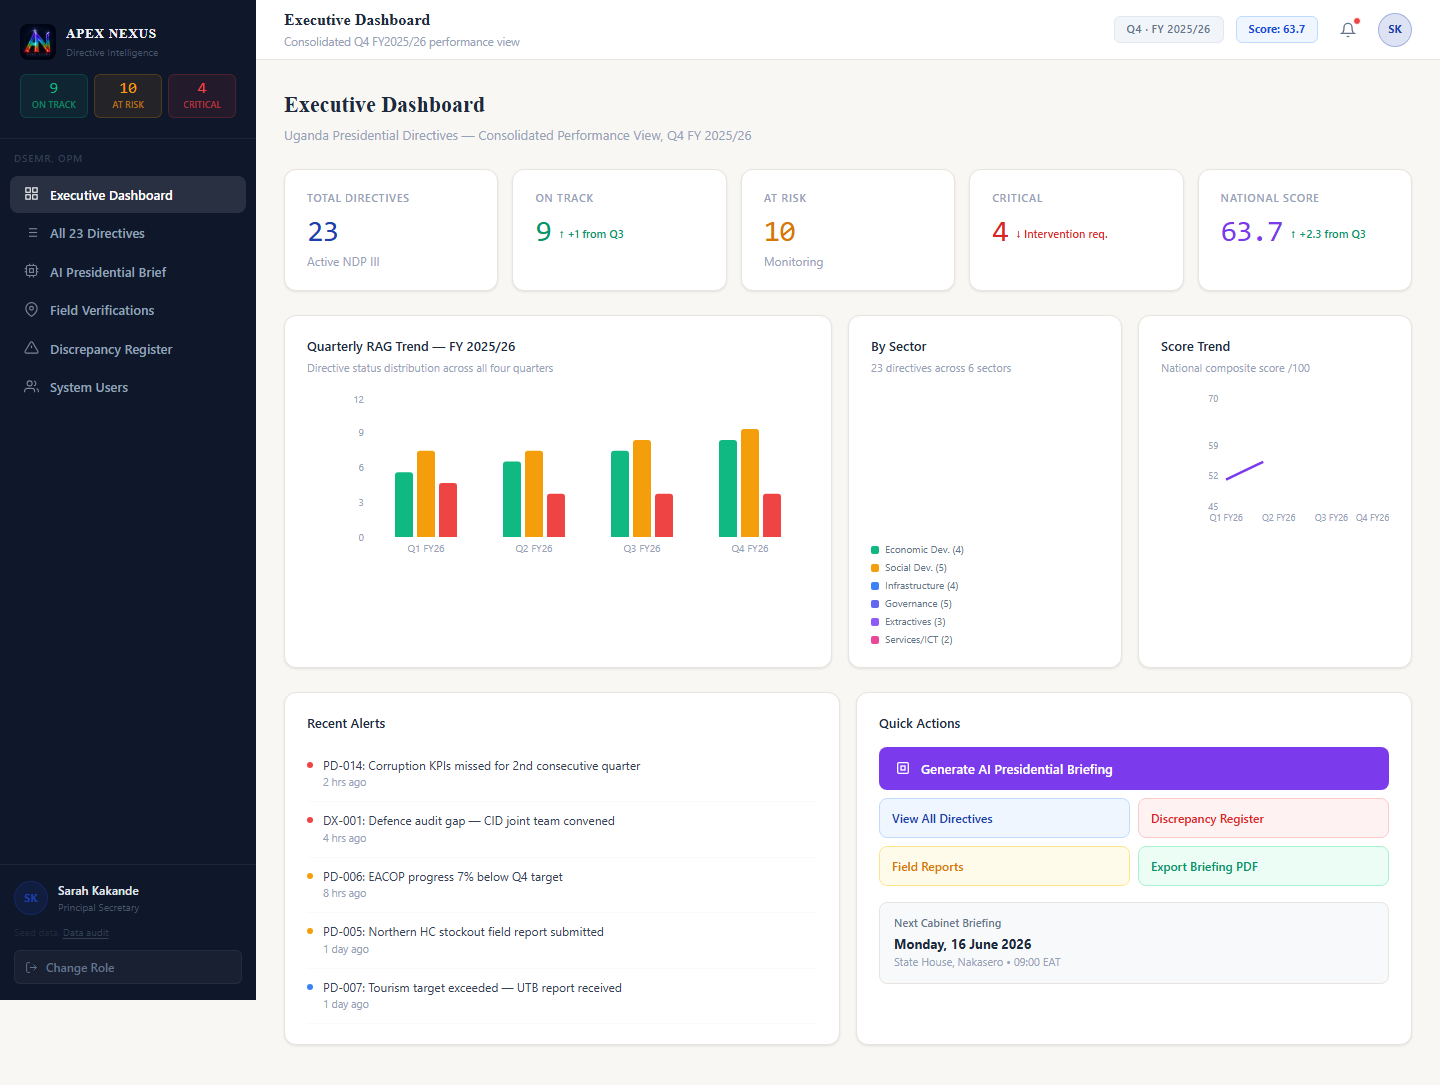 APEX NEXUS
Directive Intelligence
9
ON TRACK
10
AT RISK
4
CRITICAL
DSEMR, OPM
Executive Dashboard
All 23 Directives
AI Presidential Brief
Field Verifications
Discrepancy Register
System Users
SK
Sarah Kakande
Principal Secretary
Seed data. Data audit
Change Role
Executive Dashboard
Consolidated Q4 FY2025/26 performance view
Q4 · FY 2025/26
Score: 63.7
SK
Executive Dashboard
Uganda Presidential Directives — Consolidated Performance View, Q4 FY 2025/26
TOTAL DIRECTIVES
23
Active NDP III
ON TRACK
9 ↑ +1 from Q3
AT RISK
10
Monitoring
CRITICAL
4 ↓ Intervention req.
NATIONAL SCORE
63.7 ↑ +2.3 from Q3
Quarterly RAG Trend — FY 2025/26
Directive status distribution across all four quarters
12
9
6
3
0
Q1 FY26 Q2 FY26 Q3 FY26 Q4 FY26
By Sector
23 directives across 6 sectors
Economic Dev. (4)
Social Dev. (5)
Infrastructure (4)
Governance (5)
Extractives (3)
Services/ICT (2)
Score Trend
National composite score /100
70
59
52
45
Q1 FY26 Q2 FY26 Q3 FY26 Q4 FY26
Recent Alerts
PD-014: Corruption KPIs missed for 2nd consecutive quarter
2 hrs ago
DX-001: Defence audit gap — CID joint team convened
4 hrs ago
PD-006: EACOP progress 7% below Q4 target
8 hrs ago
PD-005: Northern HC stockout field report submitted
1 day ago
PD-007: Tourism target exceeded — UTB report received
1 day ago
Quick Actions
Generate AI Presidential Briefing
View All Directives
Discrepancy Register
Field Reports
Export Briefing PDF
Next Cabinet Briefing
Monday, 16 June 2026
State House, Nakasero • 09:00 EAT